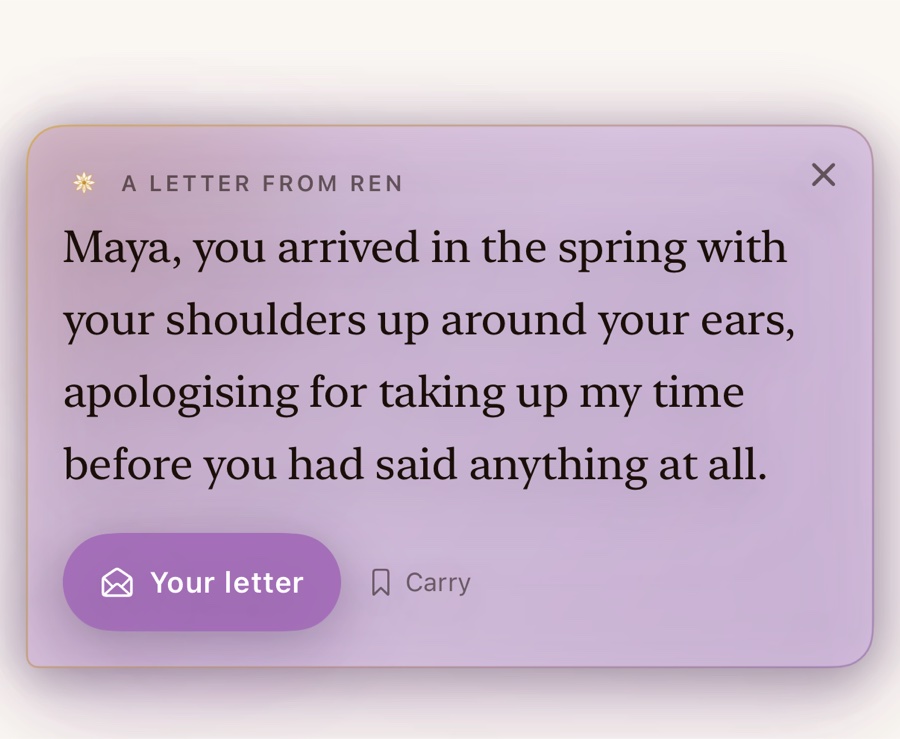 A LETTER FROM REN
Maya, you arrived in the spring with
your shoulders up around your ears,
apologising for taking up my time
before you had said anything at all.
Your letter
Carry